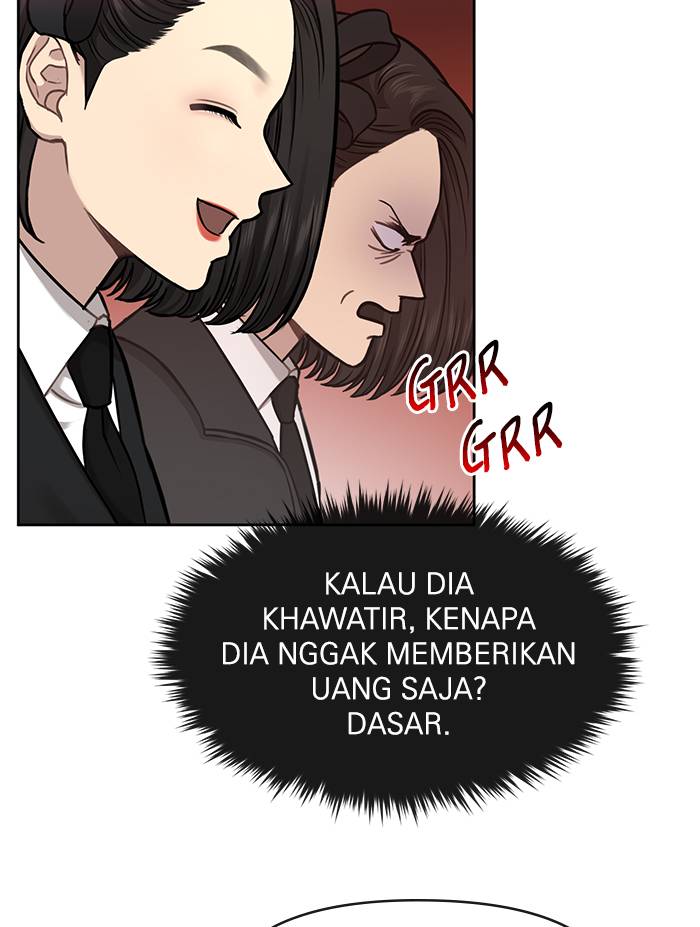 GRR
GRR
KALAU DIA
KHAWATIR, KENAPA
DIA NGGAK MEMBERIKAN
UANG SAJA?
DASAR.